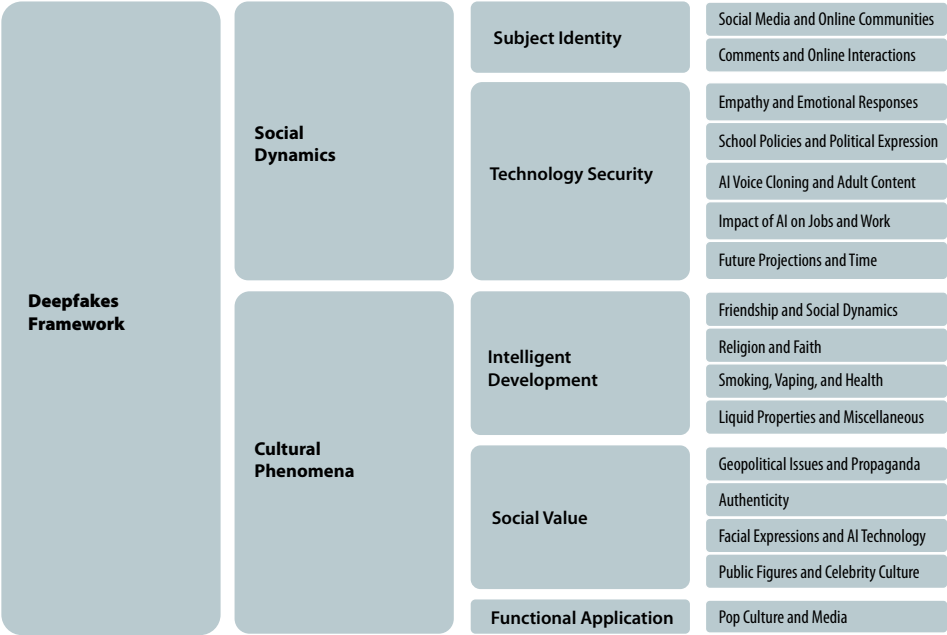 Deepfakes
Framework
Social
Dynamics
Subject Identity
Social Media and Online Communities
Comments and Online Interactions
Technology Security
Empathy and Emotional Responses
School Policies and Political Expression
AI Voice Cloning and Adult Content
Impact of AI on Jobs and Work
Future Projections and Time
Cultural
Phenomena
Intelligent
Development
Friendship and Social Dynamics
Religion and Faith
Smoking, Vaping, and Health
Liquid Properties and Miscellaneous
Social Value
Geopolitical Issues and Propaganda
Authenticity
Facial Expressions and AI Technology
Public Figures and Celebrity Culture
Functional Application
Pop Culture and Media